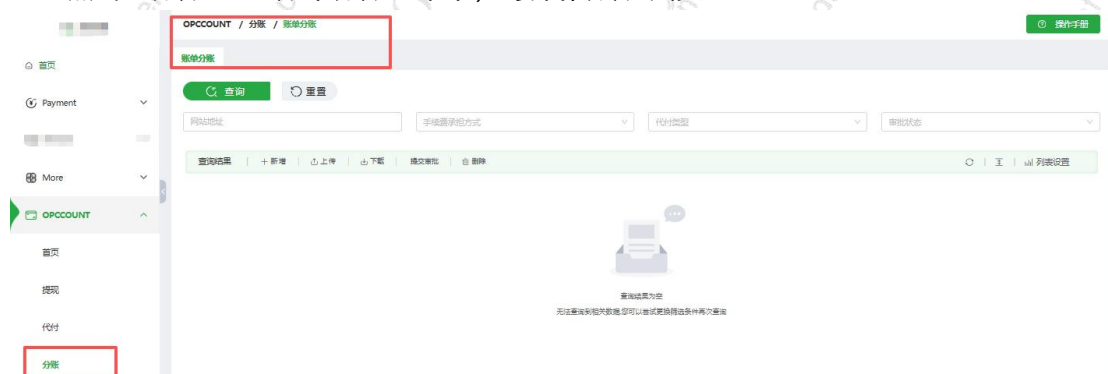 OPCCOUNT / 分账 / 账单分账
操作手册
首页
账单分账
查询 重置
Payment
网站地址 手续费承担方式 代付类型 审批状态
查询结果 | 新增 | 上传 | 下载 | 提交审批 | 删除
列表设置
More
OPCCOUNT
首页
提现
查询结果为空
无法查询到相关数据,您可以尝试更换筛选条件再次查询
代付
分账